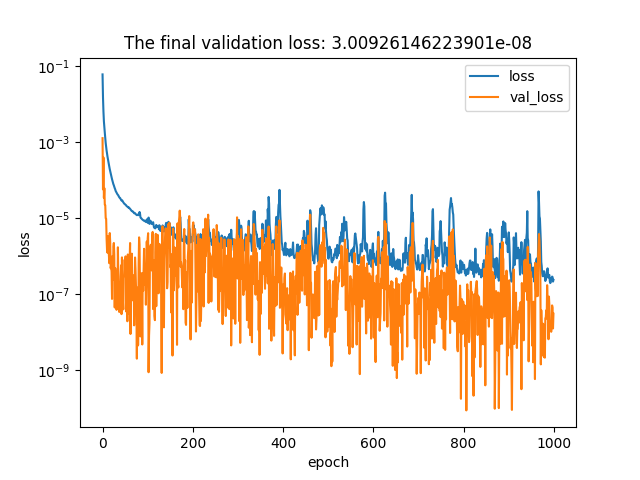 The final validation loss: 3.00926146223901e-08
loss
val_loss
10⁻¹
10⁻³
10⁻⁵
10⁻⁷
10⁻⁹
loss
0 200 400 600 800 1000
epoch